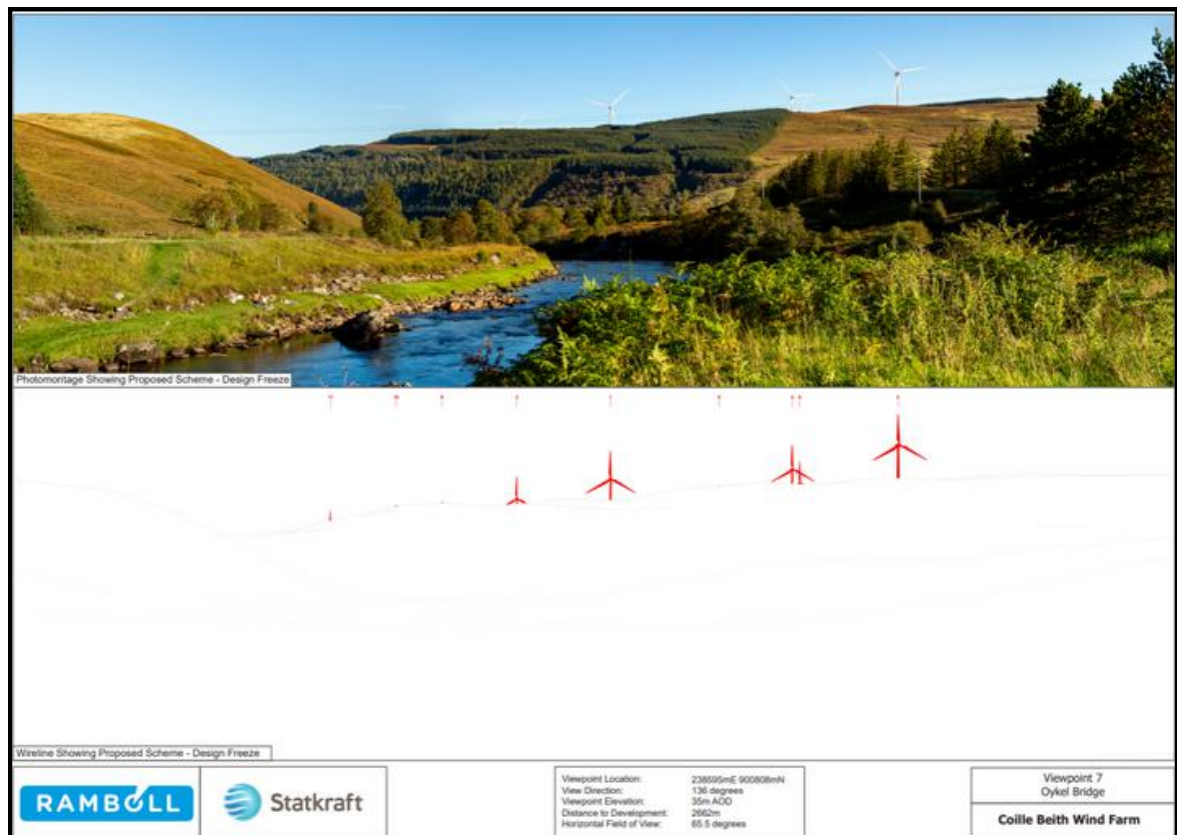 Photomontage Showing Proposed Scheme - Design Freeze
Wireline Showing Proposed Scheme - Design Freeze
RAMBOLL
Statkraft
Viewpoint Location: 238595mE 900808mN
View Direction: 136 degrees
Viewpoint Elevation: 35m AOD
Distance to Development: 2662m
Horizontal Field of View: 65.5 degrees
Viewpoint 7
Oykel Bridge
Coille Beith Wind Farm